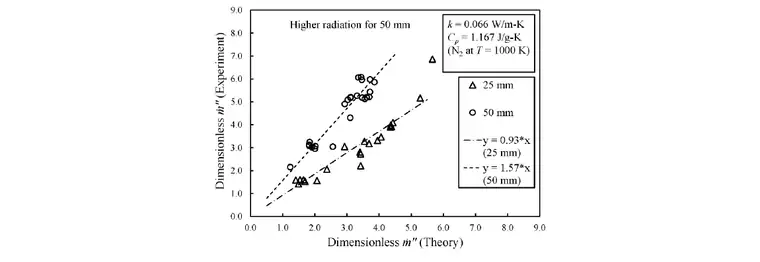 Higher radiation for 50 mm
k = 0.066 W/m-K
Cp = 1.167 J/g-K
(N2 at T = 1000 K)
25 mm
50 mm
y = 0.93*x
(25 mm)
y = 1.57*x
(50 mm)
Dimensionless ṁ" (Experiment)
9.0
8.0
7.0
6.0
5.0
4.0
3.0
2.0
1.0
0.0
0.0 1.0 2.0 3.0 4.0 5.0 6.0 7.0 8.0 9.0
Dimensionless ṁ" (Theory)